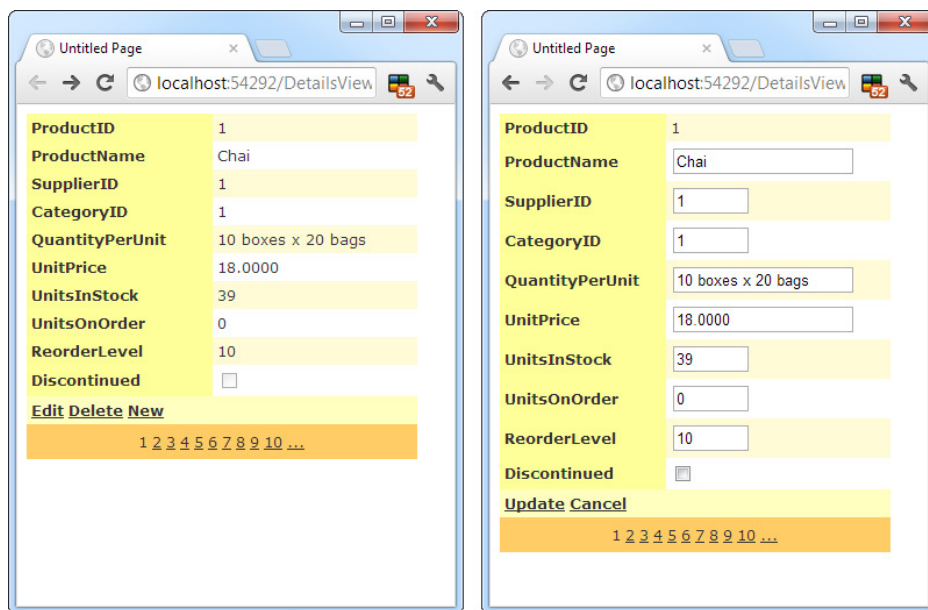 Untitled Page
localhost:54292/DetailsView
52
ProductID 1
ProductName Chai
SupplierID 1
CategoryID 1
QuantityPerUnit 10 boxes x 20 bags
UnitPrice 18.0000
UnitsInStock 39
UnitsOnOrder 0
ReorderLevel 10
Discontinued
Edit Delete New
1 2 3 4 5 6 7 8 9 10 ...
Untitled Page
localhost:54292/DetailsView
52
ProductID 1
ProductName Chai
SupplierID 1
CategoryID 1
QuantityPerUnit 10 boxes x 20 bags
UnitPrice 18.0000
UnitsInStock 39
UnitsOnOrder 0
ReorderLevel 10
Discontinued
Update Cancel
1 2 3 4 5 6 7 8 9 10 ...